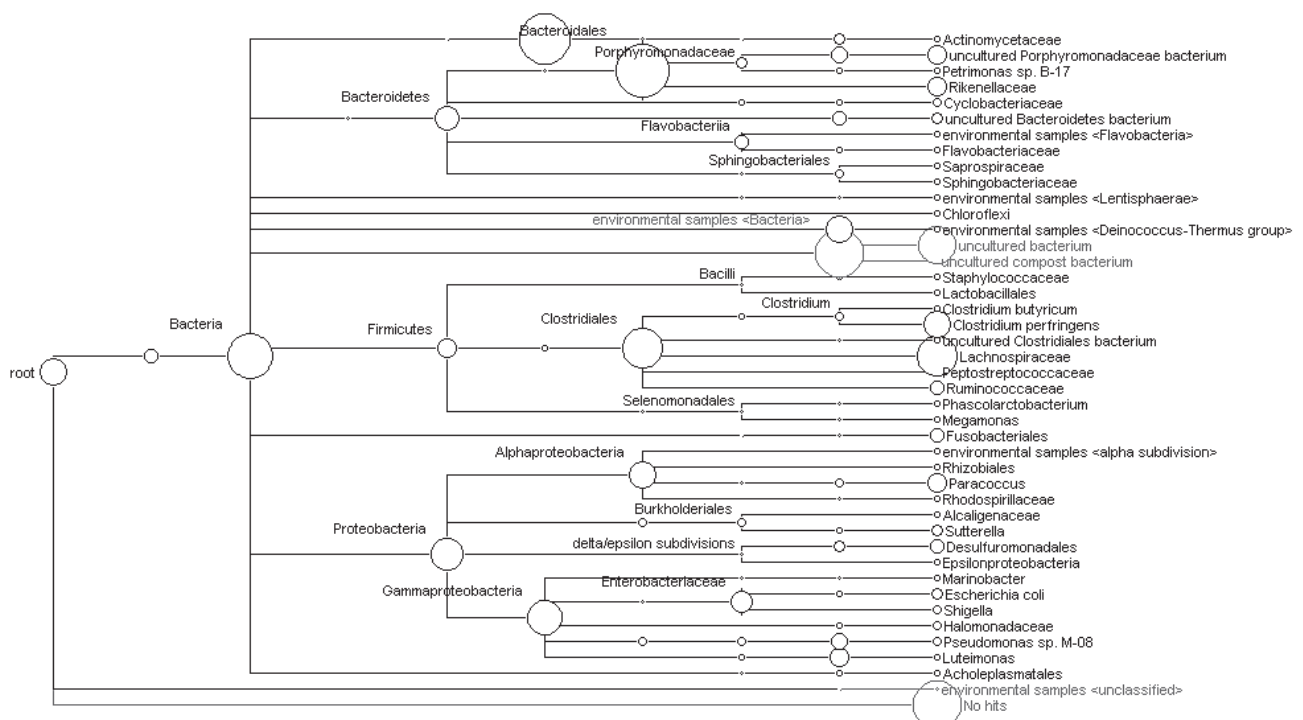 Bacteroidales
Actinomycetaceae
Porphyromonadaceae
uncultured Porphyromonadaceae bacterium
Petrimonas sp. B-17
Rikenellaceae
Bacteroidetes
Cyclobacteriaceae
uncultured Bacteroidetes bacterium
Flavobacteriia
environmental samples <Flavobacteria>
Flavobacteriaceae
Sphingobacteriales
Saprospiraceae
Sphingobacteriaceae
environmental samples <Lentisphaerae>
Chloroflexi
environmental samples <Bacteria>
environmental samples <Deinococcus-Thermus group>
uncultured bacterium
uncultured compost bacterium
Bacilli
Staphylococcaceae
Lactobacillales
Clostridium
Clostridium butyricum
Bacteria
Firmicutes
Clostridiales
Clostridium perfringens
uncultured Clostridiales bacterium
Lachnospiraceae
root
Peptostreptococcaceae
Ruminococcaceae
Selenomonadales
Phascolarctobacterium
Megamonas
Fusobacteriales
Alphaproteobacteria
environmental samples <alpha subdivision>
Rhizobiales
Paracoccus
Rhodospirillaceae
Burkholderiales
Alcaligenaceae
Proteobacteria
Sutterella
delta/epsilon subdivisions
Desulfuromonadales
Epsilonproteobacteria
Marinobacter
Gammaproteobacteria
Enterobacteriaceae
Escherichia coli
Shigella
Halomonadaceae
Pseudomonas sp. M-08
Luteimonas
Acholeplasmatales
environmental samples <unclassified>
No hits